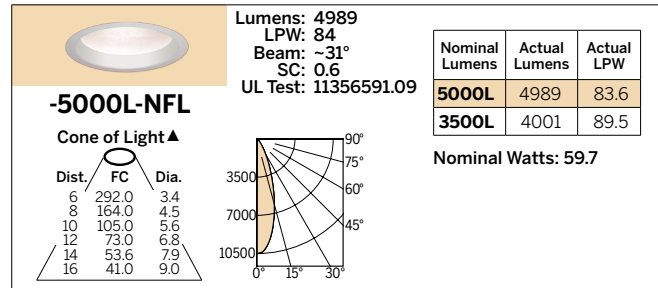 -5000L-NFL
Cone of Light▲
Dist. FC Dia.
6 292.0 3.4
8 164.0 4.5
10 105.0 5.6
12 73.0 6.8
14 53.6 7.9
16 41.0 9.0
Lumens: 4989
LPW: 84
Beam: ~31°
SC: 0.6
UL Test: 11356591.09
90°
75°
60°
45°
3500
7000
10500
0° 15° 30°
Nominal Lumens Actual Lumens Actual LPW
5000L 4989 83.6
3500L 4001 89.5
Nominal Watts: 59.7